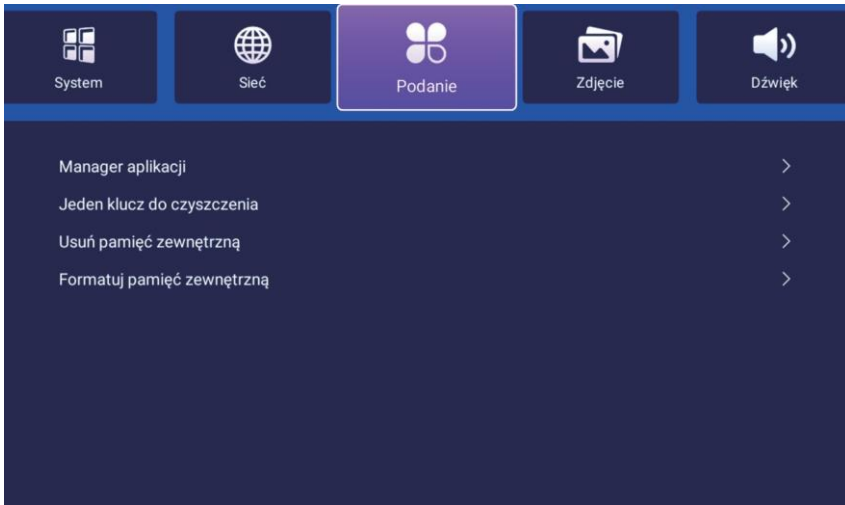 System
Sieć
Podanie
Zdjęcie
Dźwięk
Manager aplikacji
Jeden klucz do czyszczenia
Usuń pamięć zewnętrzną
Formatuj pamięć zewnętrzną